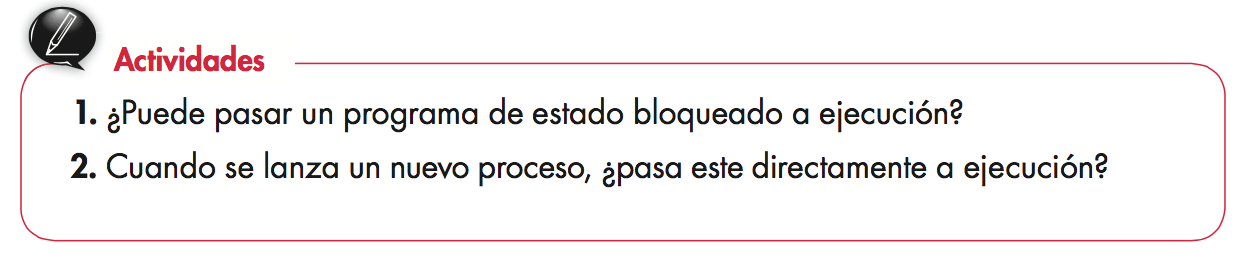 Actividades
1. ¿Puede pasar un programa de estado bloqueado a ejecución?
2. Cuando se lanza un nuevo proceso, ¿pasa este directamente a ejecución?